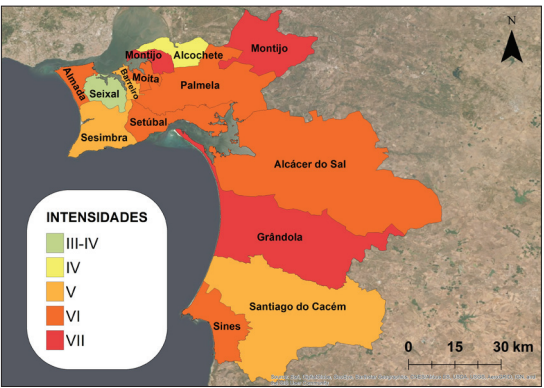 N
Montijo
Alcochete
Montijo
Almada
Seixal
Barreiro
Moita
Palmela
Setúbal
Sesimbra
Alcácer do Sal
Grândola
Santiago do Cacém
Sines
INTENSIDADES
III-IV
IV
V
VI
VII
0 15 30 km